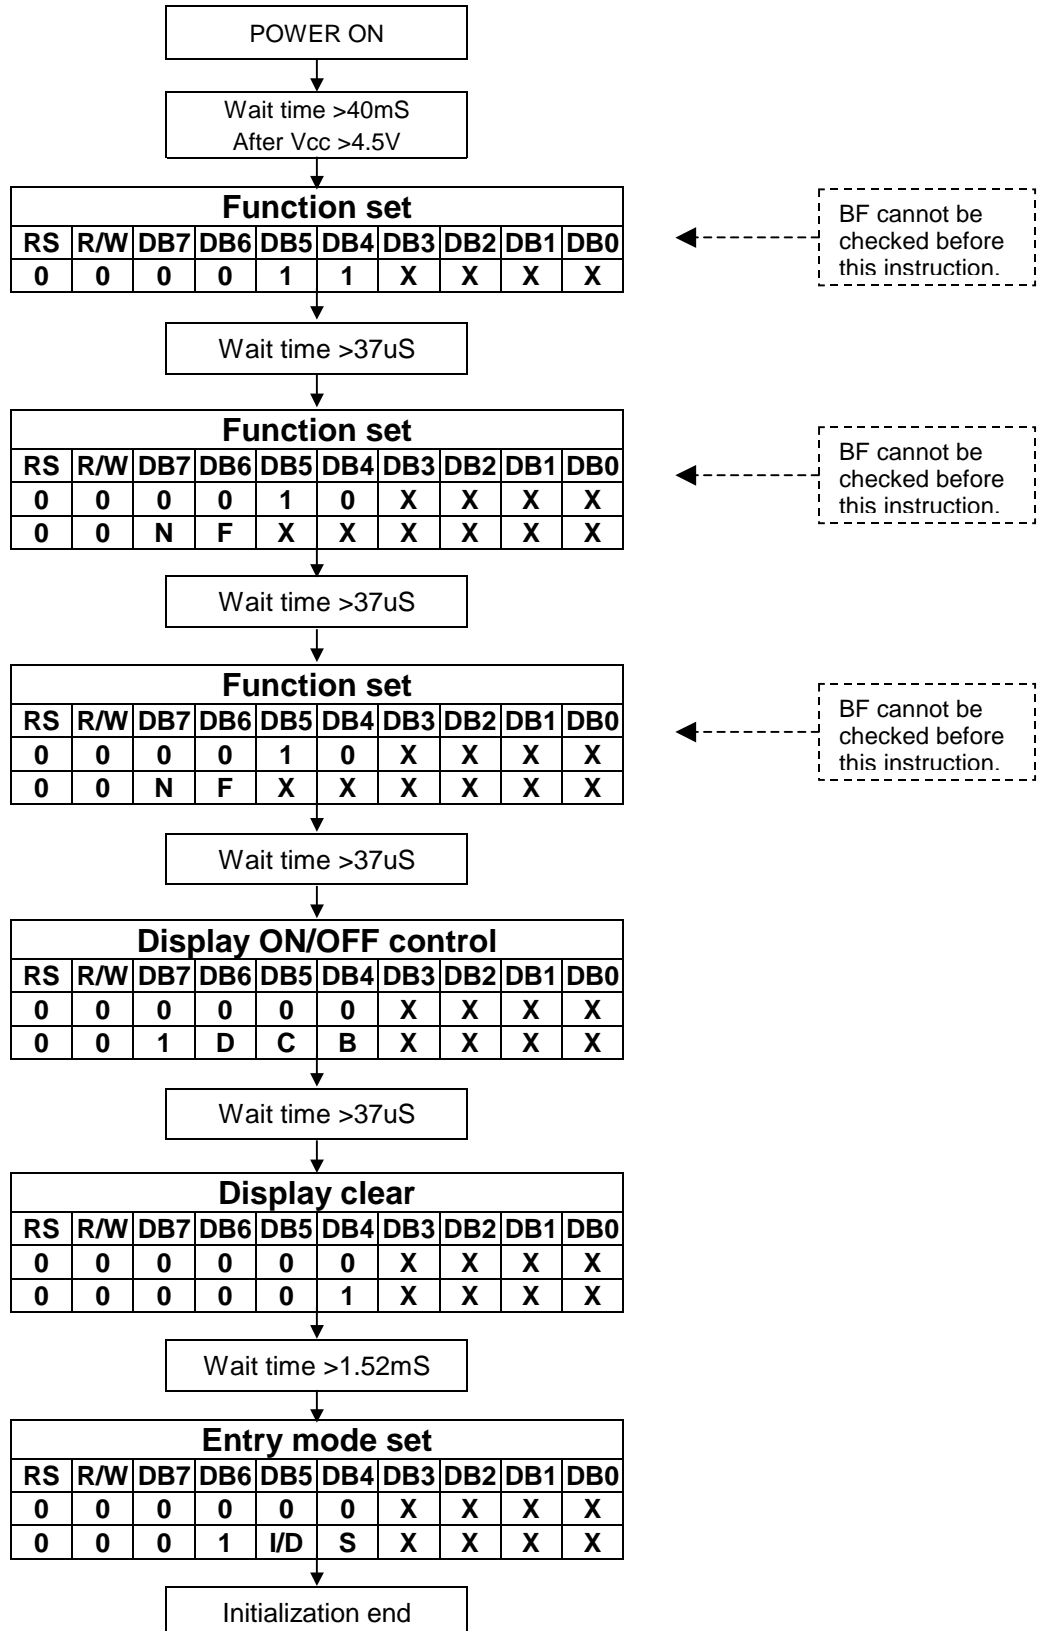 POWER ON
Wait time >40mS
After Vcc >4.5V
Function set
RS R/W DB7 DB6 DB5 DB4 DB3 DB2 DB1 DB0
0 0 0 0 1 1 X X X X
BF cannot be
checked before
this instruction.
Wait time >37uS
Function set
RS R/W DB7 DB6 DB5 DB4 DB3 DB2 DB1 DB0
0 0 0 0 1 0 X X X X
0 0 N F X X X X X X
BF cannot be
checked before
this instruction.
Wait time >37uS
Function set
RS R/W DB7 DB6 DB5 DB4 DB3 DB2 DB1 DB0
0 0 0 0 1 0 X X X X
0 0 N F X X X X X X
BF cannot be
checked before
this instruction.
Wait time >37uS
Display ON/OFF control
RS R/W DB7 DB6 DB5 DB4 DB3 DB2 DB1 DB0
0 0 0 0 0 0 X X X X
0 0 1 D C B X X X X
Wait time >37uS
Display clear
RS R/W DB7 DB6 DB5 DB4 DB3 DB2 DB1 DB0
0 0 0 0 0 0 X X X X
0 0 0 0 0 1 X X X X
Wait time >1.52mS
Entry mode set
RS R/W DB7 DB6 DB5 DB4 DB3 DB2 DB1 DB0
0 0 0 0 0 0 X X X X
0 0 0 1 I/D S X X X X
Initialization end